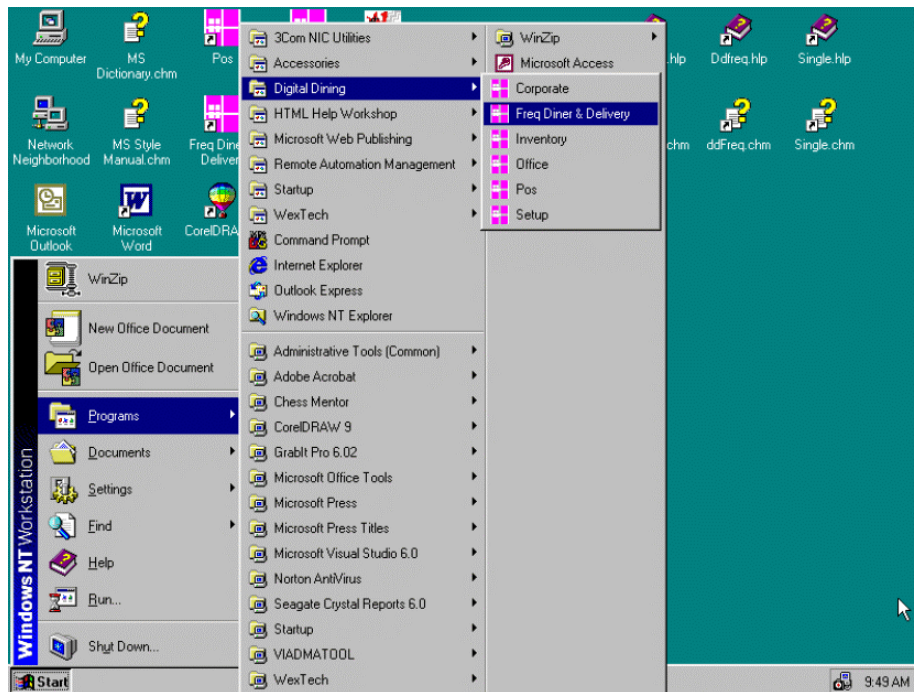 My Computer
MS
Dictionary.chm
Pos
.hlp
Ddfreq.hlp
Single.hlp
Network
Neighborhood
MS Style
Manual.chm
Freq Dine
Deliver
chm
ddFreq.chm
Single.chm
Microsoft
Outlook
Microsoft
Word
CorelDRA
WinZip
New Office Document
Open Office Document
Programs
Documents
Settings
Find
Help
Run...
Shut Down...
Windows NT Workstation
3Com NIC Utilities
Accessories
Digital Dining
HTML Help Workshop
Microsoft Web Publishing
Remote Automation Management
Startup
WexTech
Command Prompt
Internet Explorer
Outlook Express
Windows NT Explorer
Administrative Tools (Common)
Adobe Acrobat
Chess Mentor
CorelDRAW 9
GrabIt Pro 6.02
Microsoft Office Tools
Microsoft Press
Microsoft Press Titles
Microsoft Visual Studio 6.0
Norton AntiVirus
Seagate Crystal Reports 6.0
Startup
VIADMATOOL
WexTech
WinZip
Microsoft Access
Corporate
Freq Diner & Delivery
Inventory
Office
Pos
Setup
Start
9:49 AM